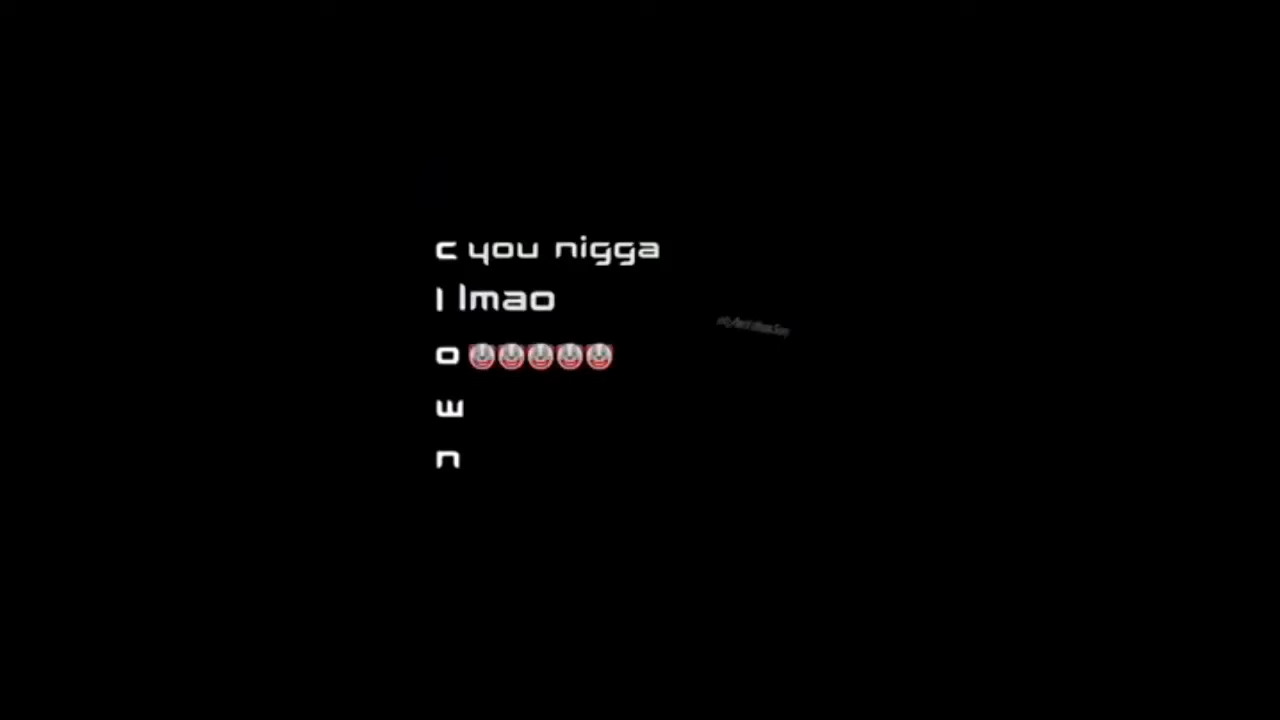 c you nigga
l lmao
o 🤡🤡🤡🤡🤡
w
n